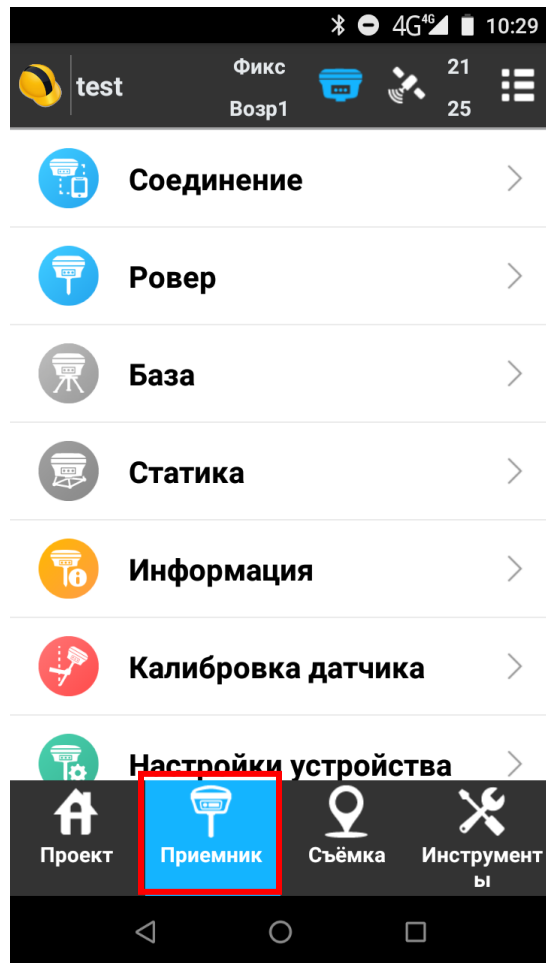 4G 4G 10:29
test Фикс 21
Возр1 25
Соединение
Ровер
База
Статика
Информация
Калибровка датчика
Настройки устройства
Проект Приемник Съёмка Инструмент
ы